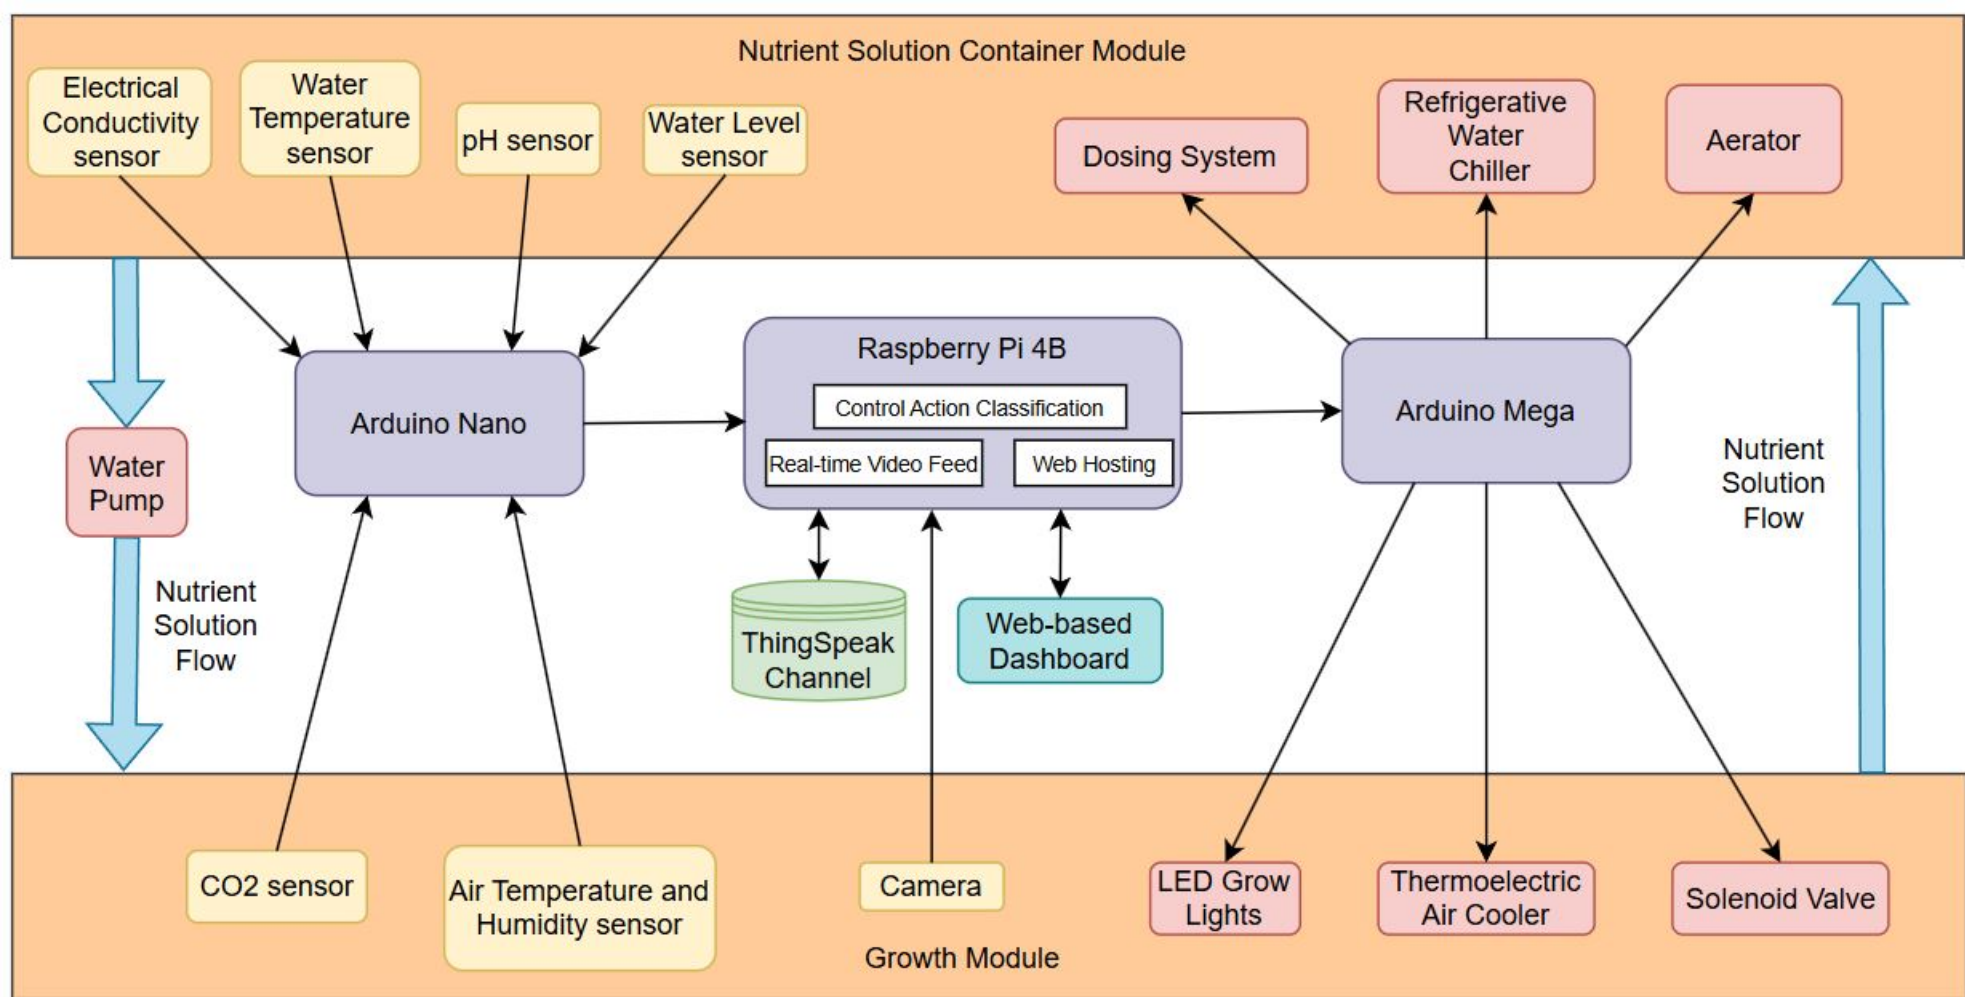 Nutrient Solution Container Module
Electrical
Conductivity
sensor
Water
Temperature
sensor
pH sensor
Water Level
sensor
Dosing System
Refrigerative
Water
Chiller
Aerator
Water
Pump
Nutrient
Solution
Flow
Arduino Nano
Raspberry Pi 4B
Control Action Classification
Real-time Video Feed
Web Hosting
Arduino Mega
Nutrient
Solution
Flow
ThingSpeak
Channel
Web-based
Dashboard
CO2 sensor
Air Temperature and
Humidity sensor
Camera
LED Grow
Lights
Thermoelectric
Air Cooler
Solenoid Valve
Growth Module